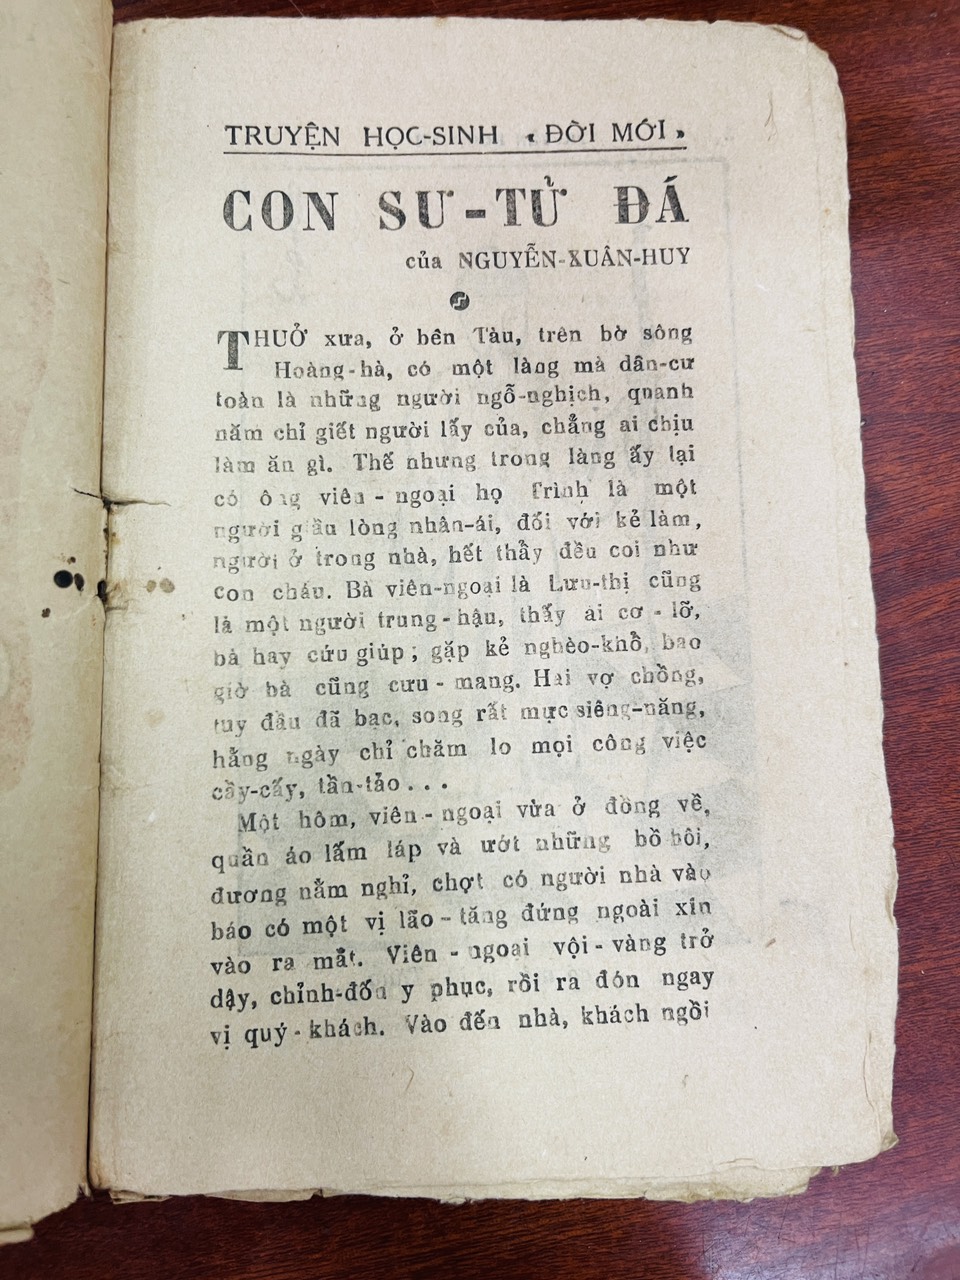 TRUYỆN HỌC-SINH « ĐỜI MỚI »
CON SƯ-TỬ ĐÁ
của NGUYỄN-XUÂN-HUY
THUỞ xưa, ở bên Tàu, trên bờ sông
Hoàng-hà, có một làng mà dân-cư
toàn là những người ngỗ-nghịch, quanh
năm chỉ giết người lấy của, chẳng ai chịu
làm ăn gì. Thế nhưng trong làng ấy lại
có ông viên-ngoại họ Trình là một
người giầu lòng nhân-ái, đối với kẻ làm,
người ở trong nhà, hết thẩy đều coi như
con cháu. Bà viên-ngoại là Lưu-thị cũng
là một người trung-hậu, thấy ai cơ-lỡ,
bà hay cứu giúp; gặp kẻ nghèo-khổ, bao
giờ bà cũng cưu-mang. Hai vợ chồng,
tuy đầu đã bạc, song rất mực siêng-năng,
hằng ngày chỉ chăm lo mọi công việc
cầy-cấy, tần-tảo...
Một hôm, viên-ngoại vừa ở đồng về,
quần áo lấm láp và ướt những bồ hôi,
đương nằm nghỉ, chợt có người nhà vào
báo có một vị lão-tăng đứng ngoài xin
vào ra mắt. Viên-ngoại vội-vàng trở
dậy, chỉnh-đốn y phục, rồi ra đón ngay
vị quý-khách. Vào đến nhà, khách ngồi